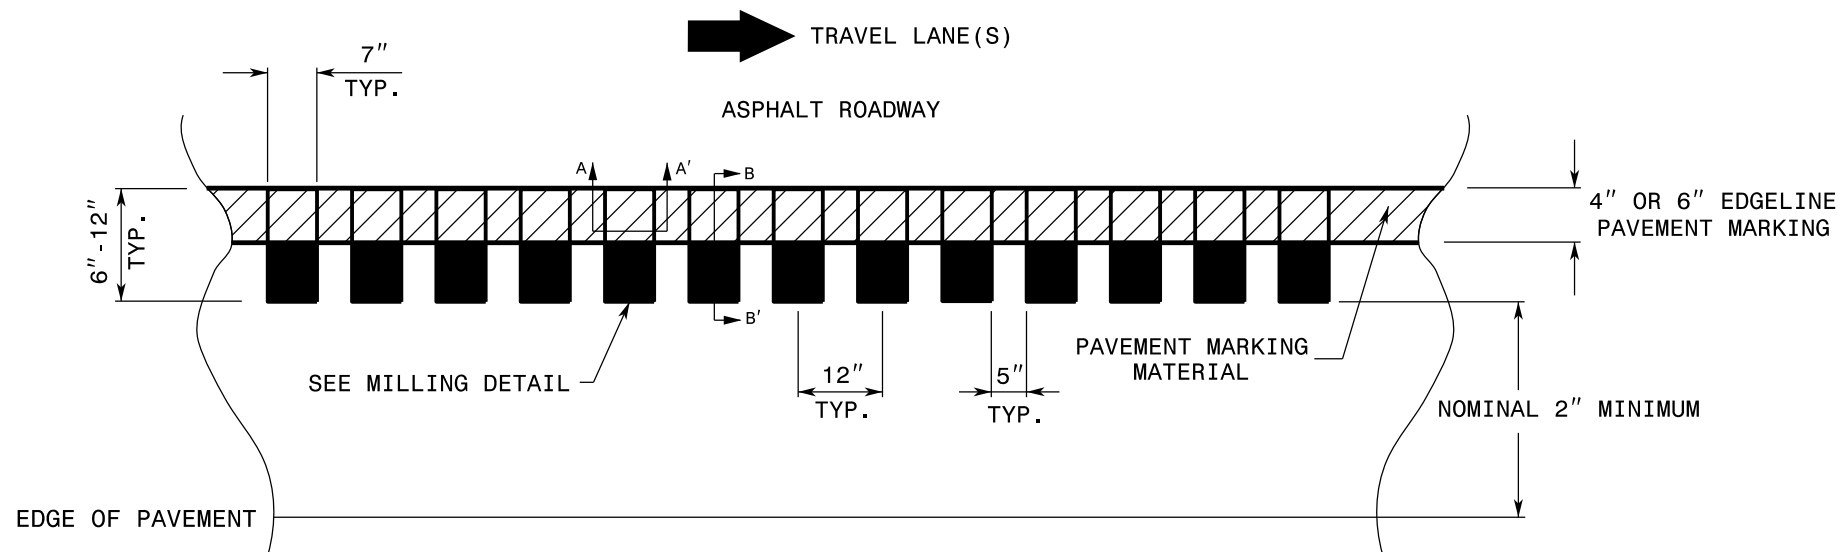 TRAVEL LANE(S)
7"
TYP.
ASPHALT ROADWAY
A
A'
B
6"-12"
TYP.
4" OR 6" EDGELINE
PAVEMENT MARKING
B'
PAVEMENT MARKING
MATERIAL
SEE MILLING DETAIL
12"
TYP.
5"
TYP.
NOMINAL 2" MINIMUM
EDGE OF PAVEMENT